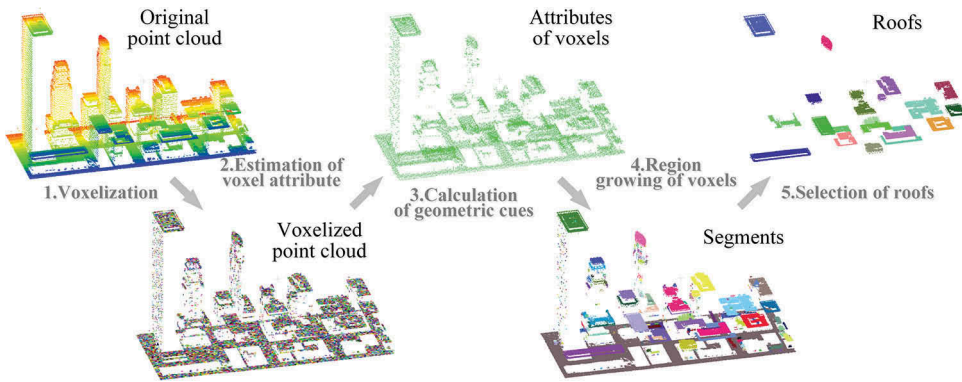 Original
point cloud
Attributes
of voxels
Roofs
1.Voxelization
2.Estimation of
voxel attribute
3.Calculation
of geometric cues
4.Region
growing of voxels
5.Selection of roofs
Voxelized
point cloud
Segments